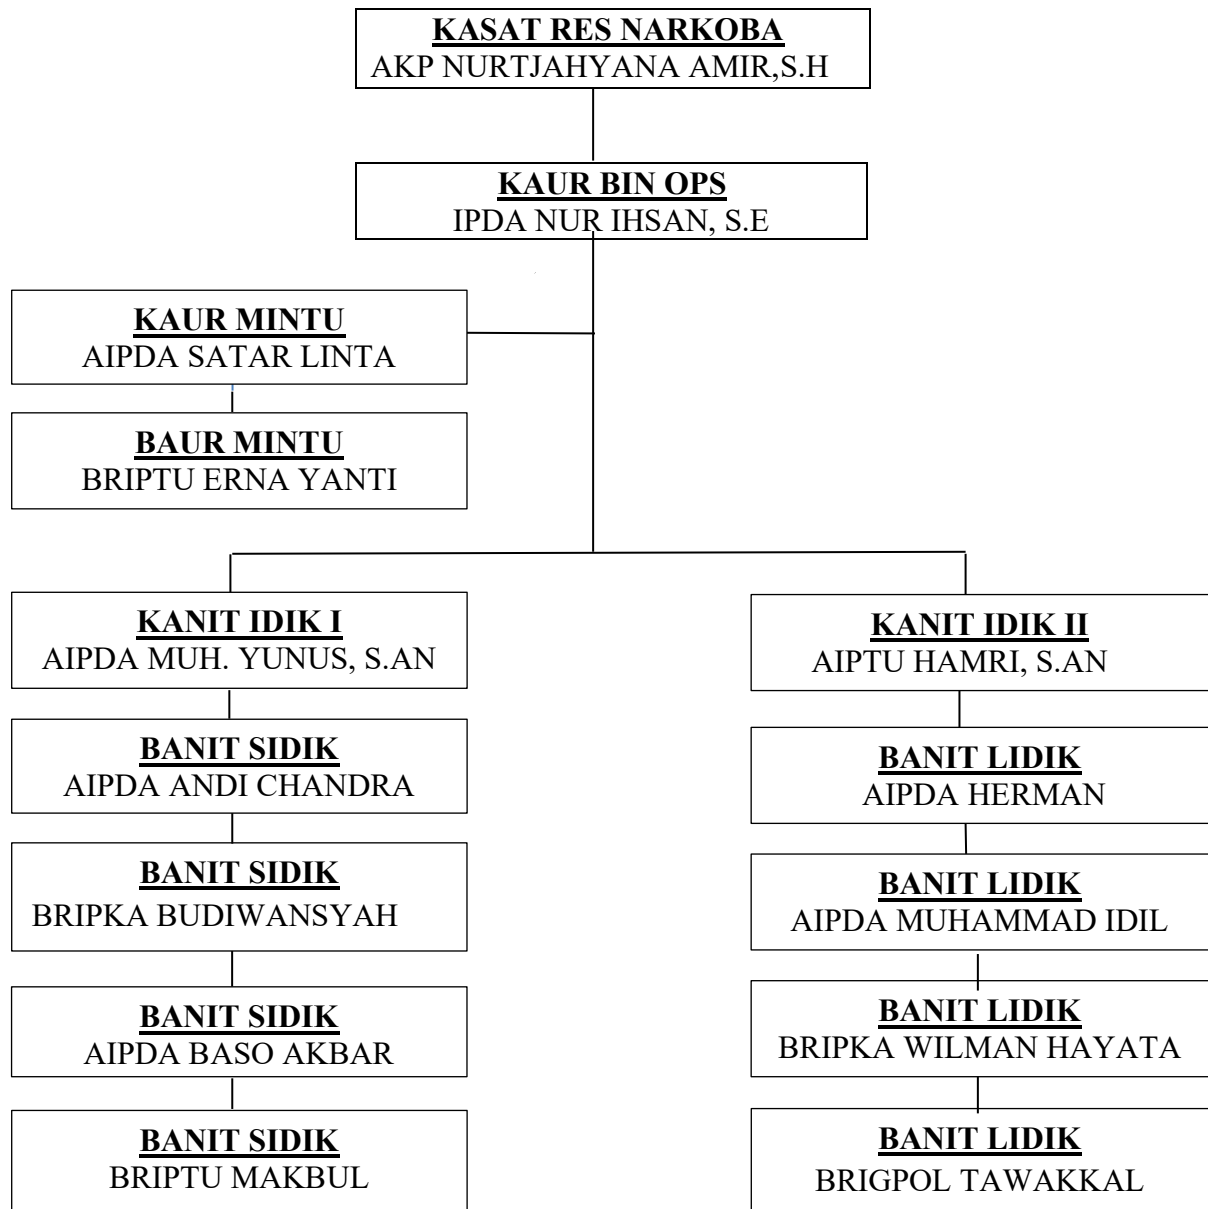 KASAT RES NARKOBA
AKP NURTJAHYANA AMIR,S.H
KAUR BIN OPS
IPDA NUR IHSAN, S.E
KAUR MINTU
AIPDA SATAR LINTA
BAUR MINTU
BRIPTU ERNA YANTI
KANIT IDIK I
AIPDA MUH. YUNUS, S.AN
BANIT SIDIK
AIPDA ANDI CHANDRA
BANIT SIDIK
BRIPKA BUDIWANSYAH
BANIT SIDIK
AIPDA BASO AKBAR
BANIT SIDIK
BRIPTU MAKBUL
KANIT IDIK II
AIPTU HAMRI, S.AN
BANIT LIDIK
AIPDA HERMAN
BANIT LIDIK
AIPDA MUHAMMAD IDIL
BANIT LIDIK
BRIPKA WILMAN HAYATA
BANIT LIDIK
BRIGPOL TAWAKKAL